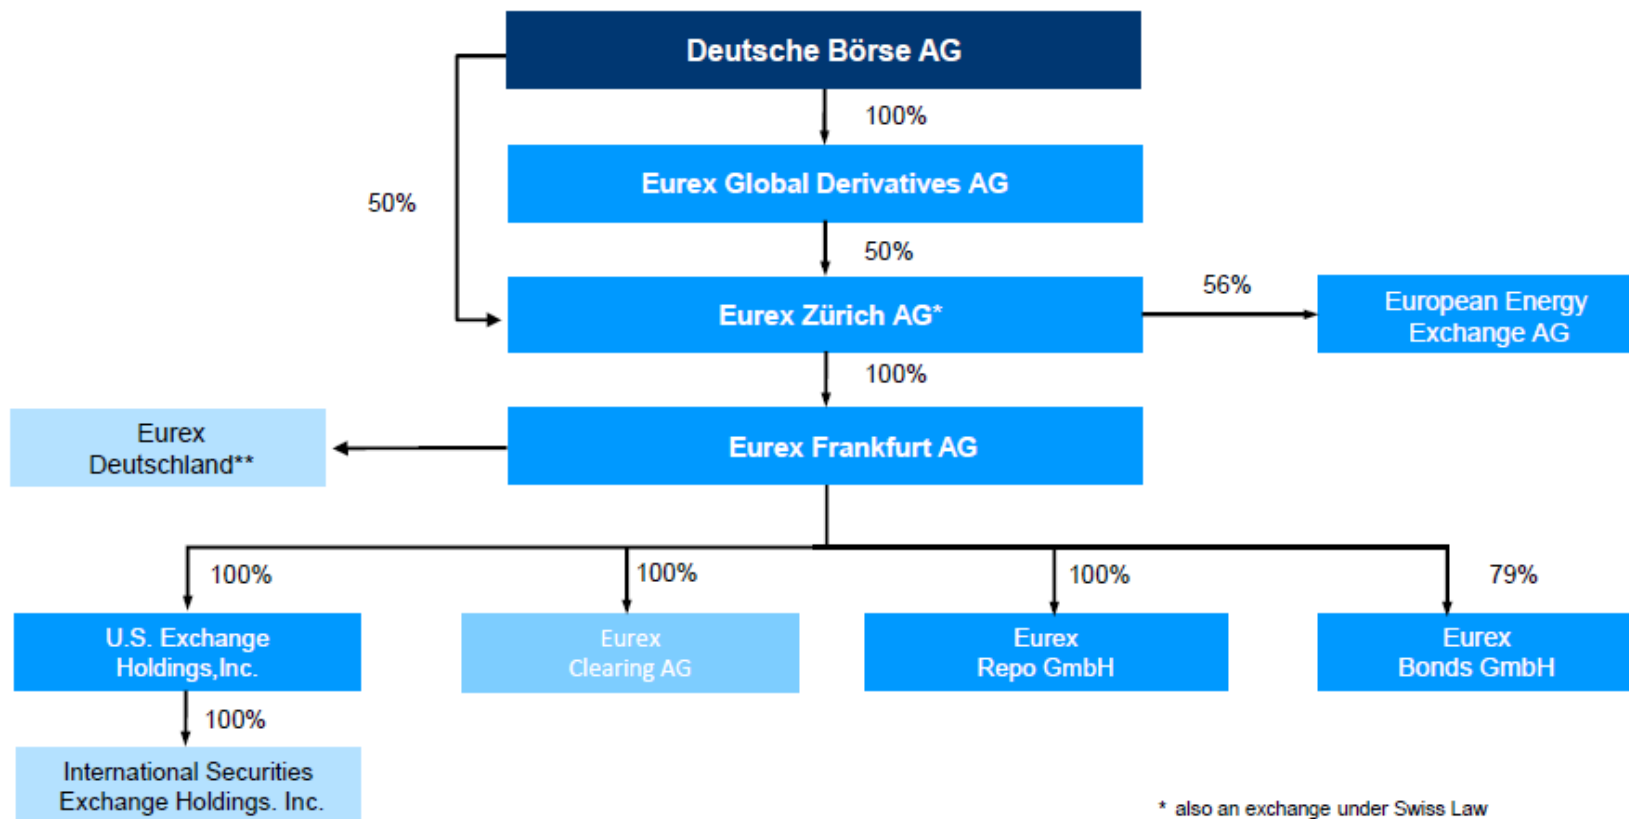 Deutsche Börse AG
100%
Eurex Global Derivatives AG
50%
50%
Eurex Zürich AG*
56%
European Energy
Exchange AG
100%
Eurex
Deutschland**
Eurex Frankfurt AG
100%
100%
100%
79%
U.S. Exchange
Holdings,Inc.
Eurex
Clearing AG
Eurex
Repo GmbH
Eurex
Bonds GmbH
100%
International Securities
Exchange Holdings. Inc.
* also an exchange under Swiss Law